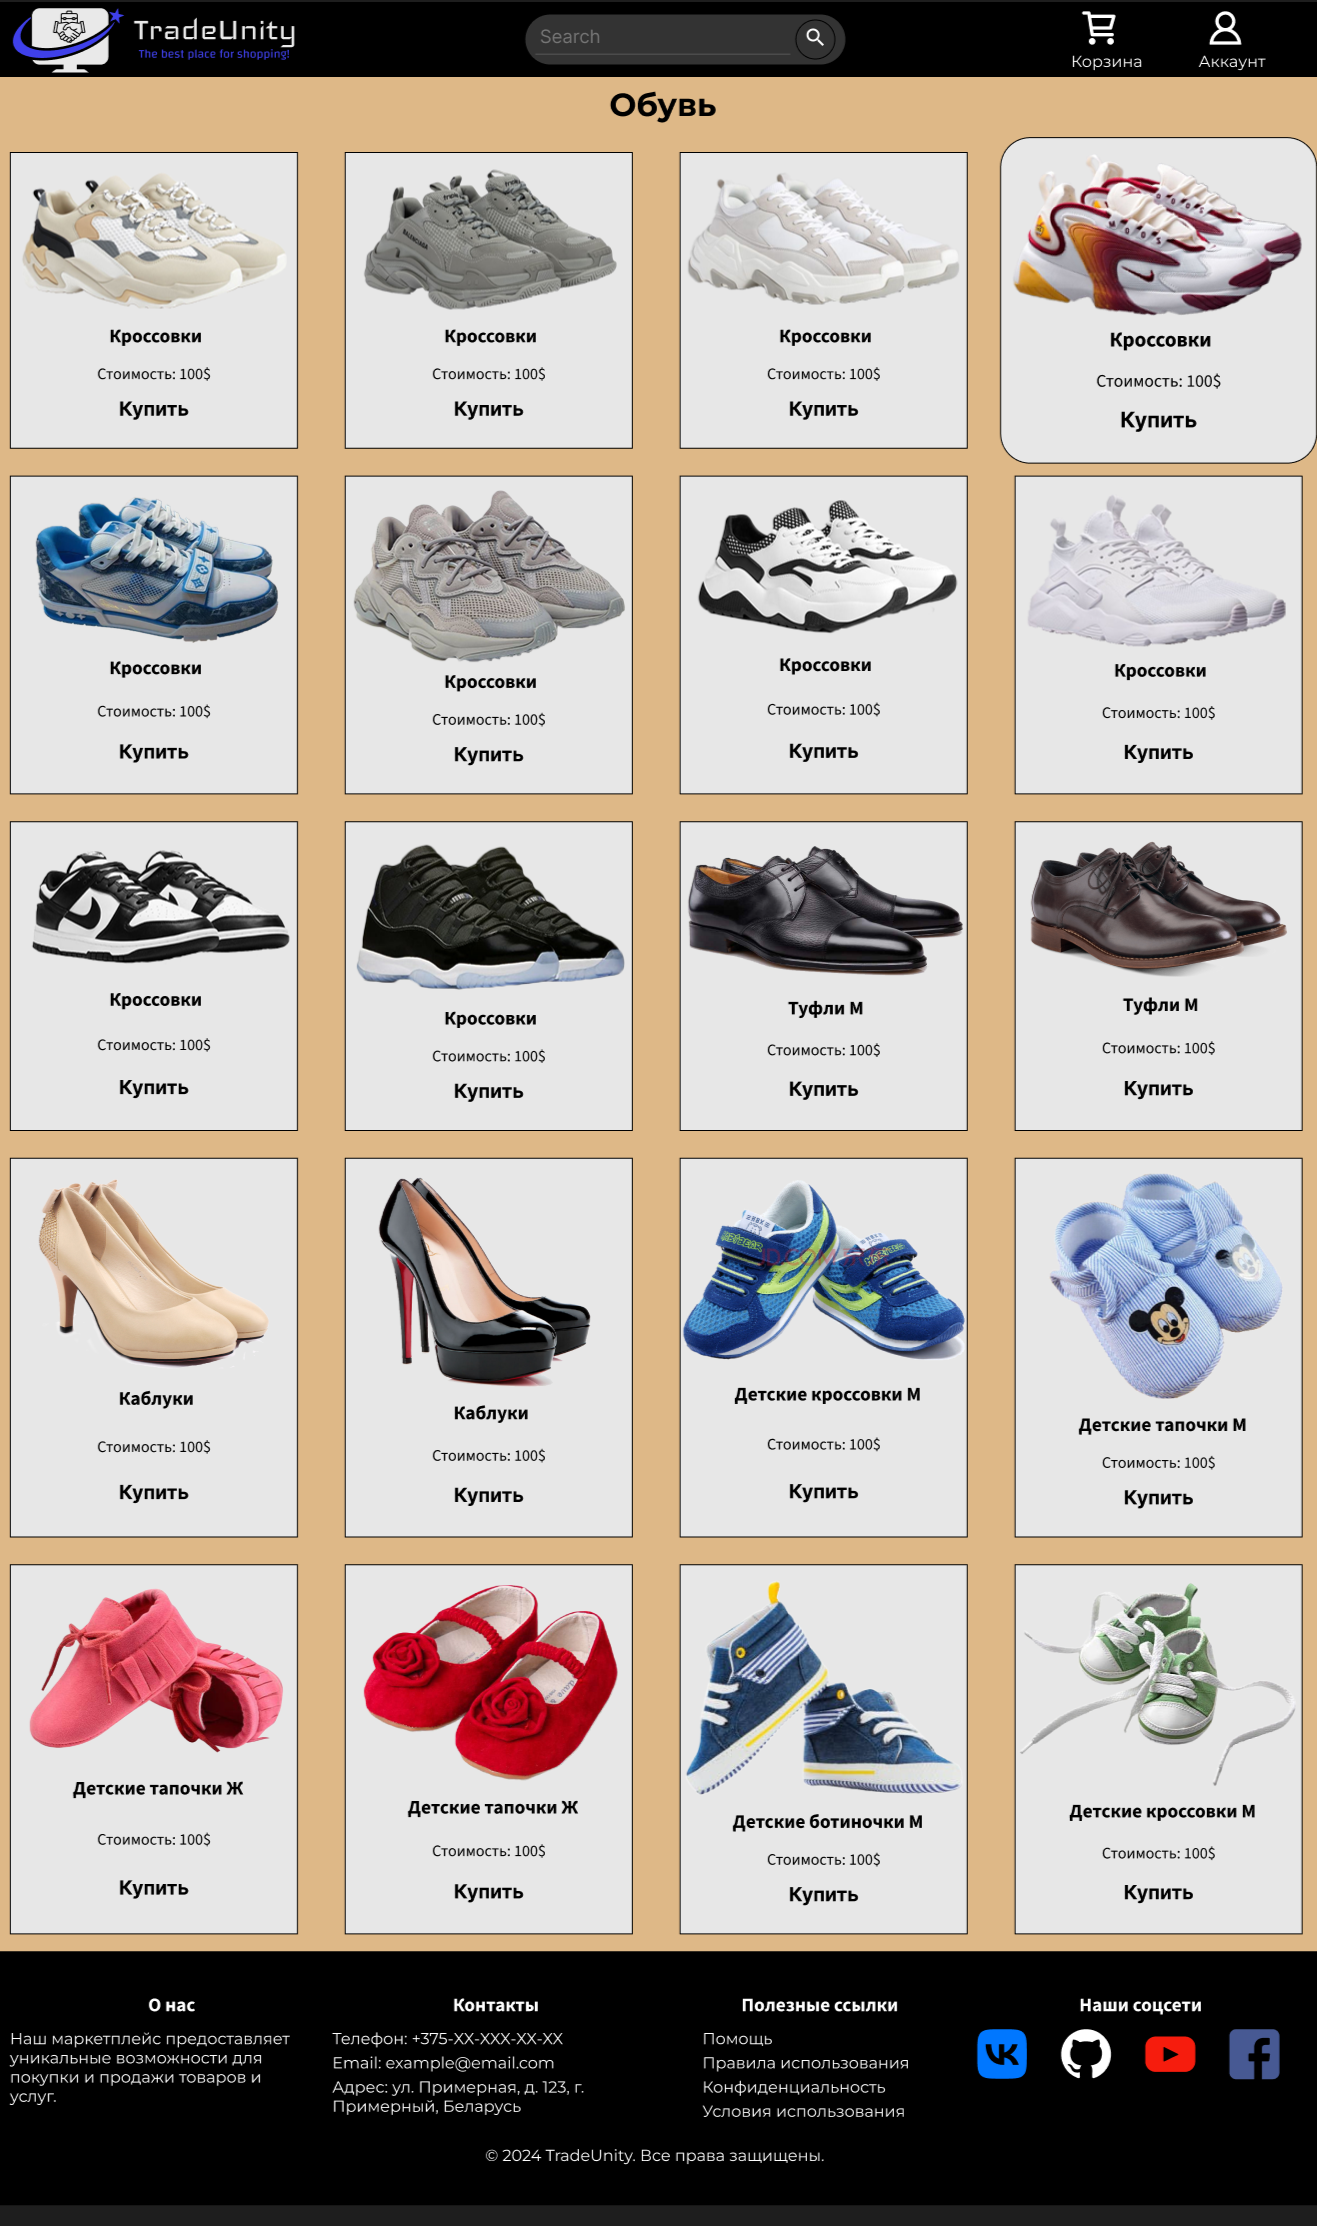 TradeUnity
The best place for shopping!
Search
Корзина
Аккаунт
Обувь
Кроссовки
Стоимость: 100$
Купить
Кроссовки
Стоимость: 100$
Купить
Кроссовки
Стоимость: 100$
Купить
Кроссовки
Стоимость: 100$
Купить
Кроссовки
Стоимость: 100$
Купить
Кроссовки
Стоимость: 100$
Купить
Кроссовки
Стоимость: 100$
Купить
Кроссовки
Стоимость: 100$
Купить
Кроссовки
Стоимость: 100$
Купить
Кроссовки
Стоимость: 100$
Купить
Туфли М
Стоимость: 100$
Купить
Туфли М
Стоимость: 100$
Купить
Каблуки
Стоимость: 100$
Купить
Каблуки
Стоимость: 100$
Купить
Детские кроссовки М
Стоимость: 100$
Купить
Детские тапочки М
Стоимость: 100$
Купить
Детские тапочки Ж
Стоимость: 100$
Купить
Детские тапочки Ж
Стоимость: 100$
Купить
Детские ботиночки М
Стоимость: 100$
Купить
Детские кроссовки М
Стоимость: 100$
Купить
О нас
Наш маркетплейс предоставляет
уникальные возможности для
покупки и продажи товаров и
услуг.
Контакты
Телефон: +375-XX-XXX-XX-XX
Email: example@email.com
Адрес: ул. Примерная, д. 123, г.
Примерный, Беларусь
Полезные ссылки
Помощь
Правила использования
Конфиденциальность
Условия использования
Наши соцсети
© 2024 TradeUnity. Все права защищены.